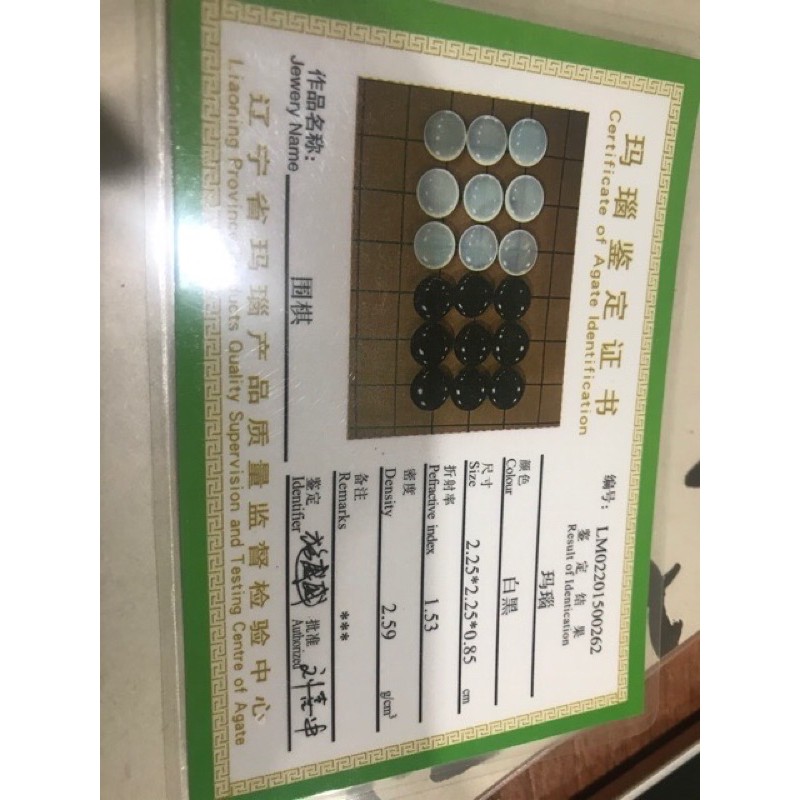 玛瑙鉴定证书
Certificate of Agate Identification
编号: LM02201500262
鉴定结果
Result of Identication
玛瑙
颜色
Colour
白黑
尺寸
Size
2.25*2.25*0.85 cm
折射率
Pefractive index
1.53
密度
Density
2.59 g/cm³
备注
Remarks
***
鉴定
Identifier
批准
Authorized
作品名称:
Jewery Name
围棋
辽宁省玛瑙产品质量监督检验中心
Liaoning Province Quality Supervision and Testing Centre of Agate